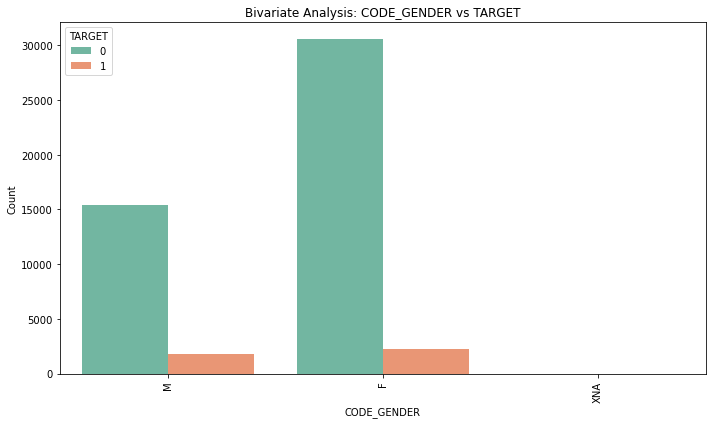 Bivariate Analysis: CODE_GENDER vs TARGET
TARGET
0
1
30000
25000
20000
15000
10000
5000
0
Count
M
F
XNA
CODE_GENDER